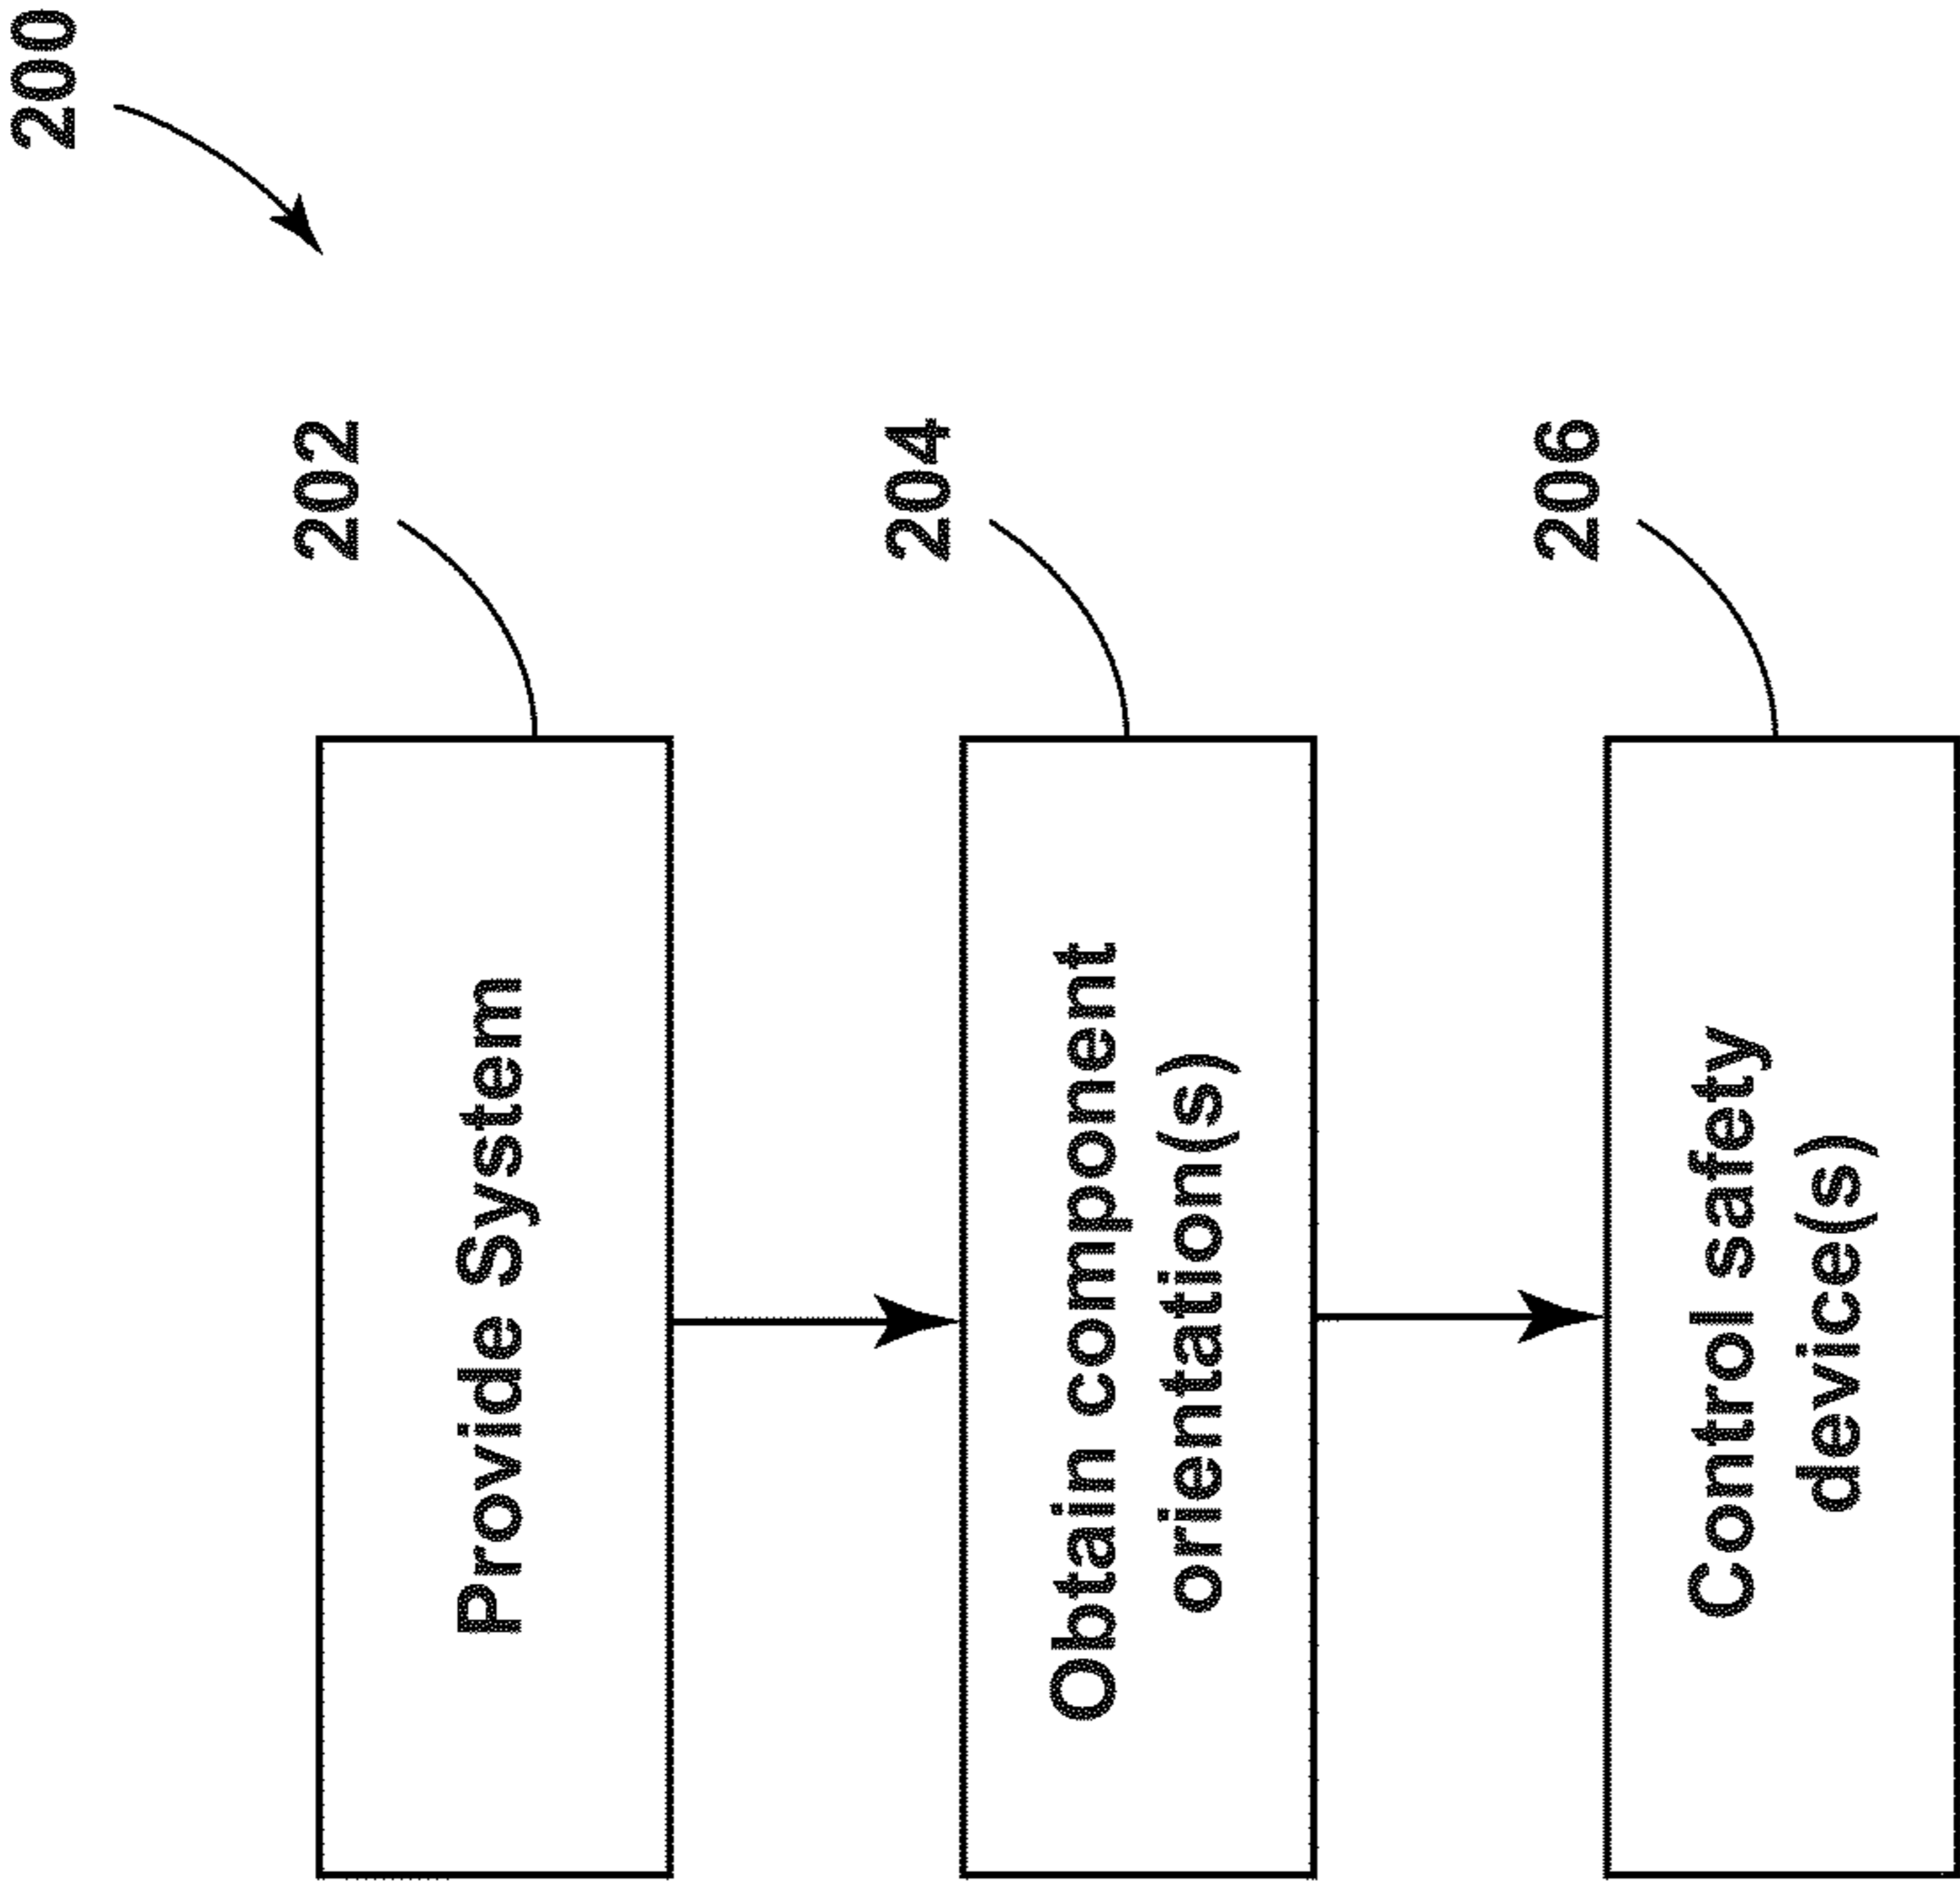 200
202
Provide System
204
Obtain component
orientation(s)
206
Control safety
device(s)